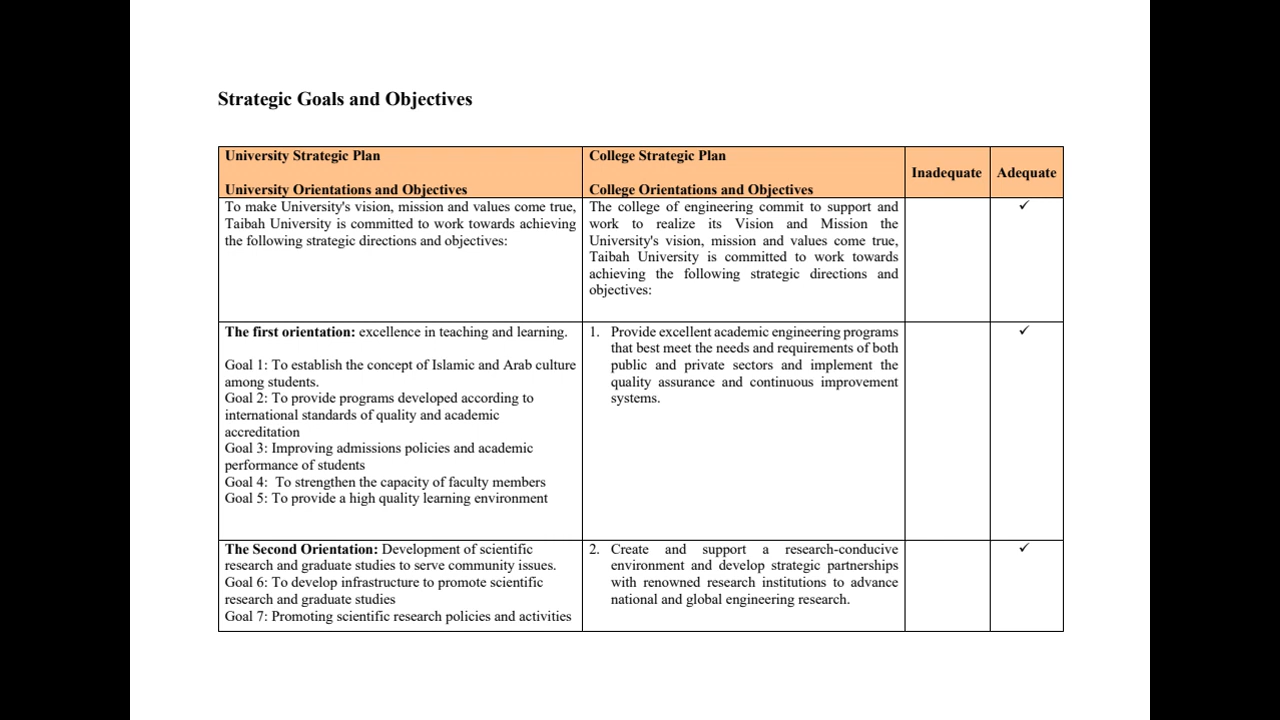 Strategic Goals and Objectives
University Strategic Plan
University Orientations and Objectives
College Strategic Plan
College Orientations and Objectives
Inadequate
Adequate
To make University's vision, mission and values come true,
Taibah University is committed to work towards achieving
the following strategic directions and objectives:
The college of engineering commit to support and
work to realize its Vision and Mission the
University's vision, mission and values come true,
Taibah University is committed to work towards
achieving the following strategic directions and
objectives:
✓
The first orientation: excellence in teaching and learning.
Goal 1: To establish the concept of Islamic and Arab culture
among students.
Goal 2: To provide programs developed according to
international standards of quality and academic
accreditation
Goal 3: Improving admissions policies and academic
performance of students
Goal 4:  To strengthen the capacity of faculty members
Goal 5: To provide a high quality learning environment
1. Provide excellent academic engineering programs
that best meet the needs and requirements of both
public and private sectors and implement the
quality assurance and continuous improvement
systems.
✓
The Second Orientation: Development of scientific
research and graduate studies to serve community issues.
Goal 6: To develop infrastructure to promote scientific
research and graduate studies
Goal 7: Promoting scientific research policies and activities
2. Create and support a research-conducive
environment and develop strategic partnerships
with renowned research institutions to advance
national and global engineering research.
✓